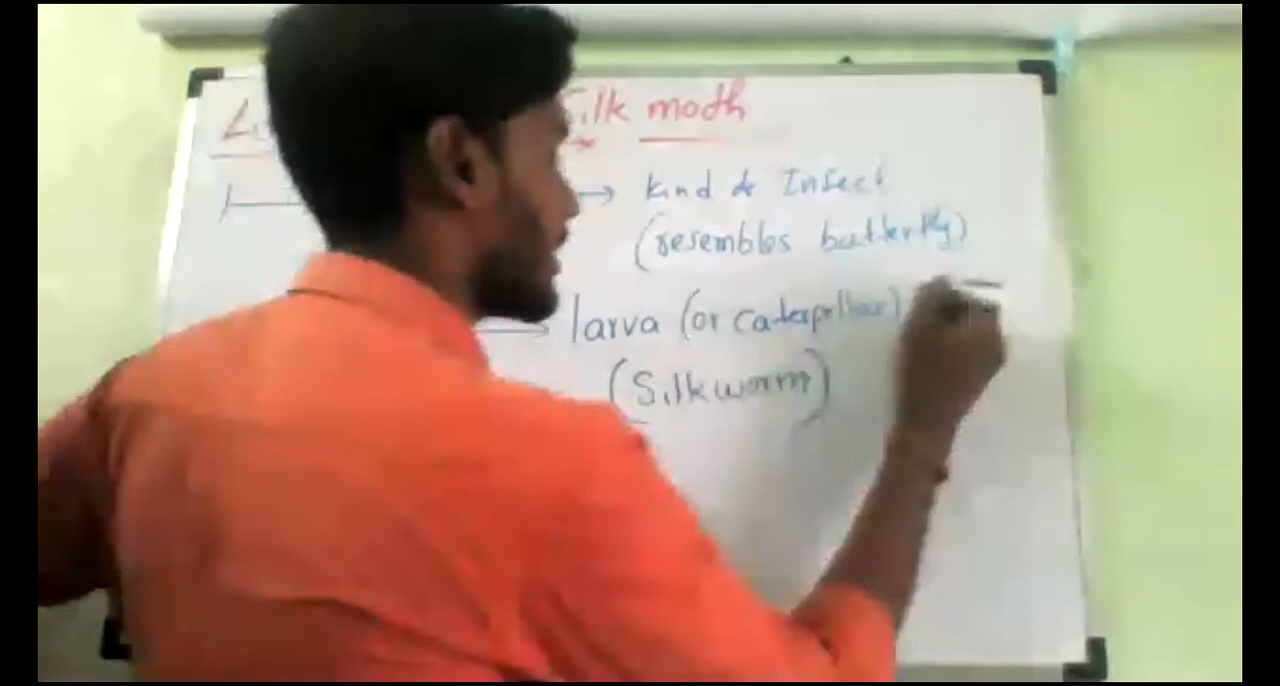 Silk moth
kind of Insect
(resembles butterfly)
larva (or caterpillar)
(Silkworm)